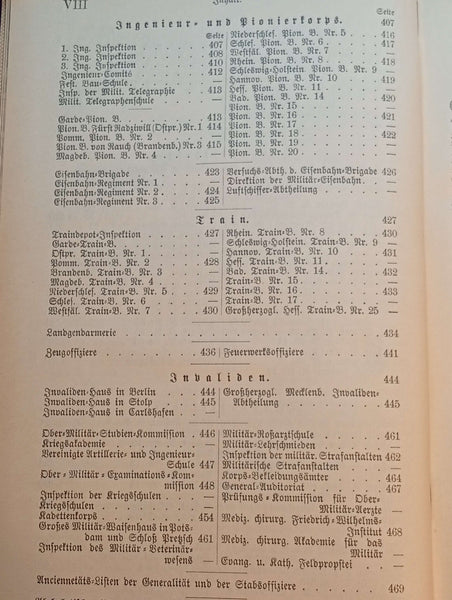 VIII
Inhalt.
Seite
Seite
Ingenieur- und Pionierkorps. 407
1. Ing. Inspektion . . . . . 407
2. Ing. Inspektion . . . . . 408
3. Ing. Inspektion . . . . . 410
Ingenieur-Comité . . . . . 412
Fest. Bau-Schule . . . . . —
Insp. der Milit. Telegraphie . 413
Milit. Telegraphenschule . . . —
Garde-Pion. B. . . . . . 413
Pion. B. Fürst Radziwill (Ostpr.) Nr. 1 414
Pomm. Pion. B. Nr. 2 . . . —
Pion. B. von Rauch (Brandenb.) Nr. 3 415
Magdeb. Pion. B. Nr. 4 . . . —
Niederschles. Pion. B. Nr. 5 . . 416
Schles. Pion. B. Nr. 6 . . . 417
Westfäl. Pion. B. Nr. 7 . . . —
Rhein. Pion. B. Nr. 8 . . . 418
Schleswig-Holstein. Pion. B. Nr. 9 —
Hannov. Pion. B. Nr. 10 . . . 419
Hess. Pion. B. Nr. 11 . . . —
Bad. Pion. B. Nr. 14 . . . 420
Pion. B. Nr. 15 . . . . . —
Pion. B. Nr. 16 . . . . . 421
Pion. B. Nr. 17 . . . . . —
Pion. B. Nr. 18 . . . . . 422
Pion. B. Nr. 19 . . . . . —
Pion. B. Nr. 20 . . . . . —
Eisenbahn-Brigade . . . . 423
Eisenbahn-Regiment Nr. 1 . . —
Eisenbahn-Regiment Nr. 2 . . 424
Eisenbahn-Regiment Nr. 3 . . 425
Versuchs-Abth. d. Eisenbahn-Brigade 426
Direktion der Militär-Eisenbahn . —
Luftschiffer-Abtheilung . . . —
Train. 427
Traindepot-Inspektion . . . 427
Garde-Train-B. . . . . . —
Ostpr. Train-B. Nr. 1 . . . —
Pomm. Train-B. Nr. 2 . . . 428
Brandenb. Train-B. Nr. 3 . . —
Magdeb. Train-B. Nr. 4 . . . —
Niederschles. Train-B. Nr. 5 . . 429
Schles. Train-B. Nr. 6 . . . —
Westfäl. Train-B. Nr. 7 . . . 430
Rhein. Train-B. Nr. 8 . . . 430
Schleswig-Holstein. Train-B. Nr. 9 —
Hannov. Train-B. Nr. 10 . . 431
Hess. Train-B. Nr. 11 . . . —
Bad. Train-B. Nr. 14 . . . 432
Train-B. Nr. 15 . . . . . —
Train-B. Nr. 16 . . . . . 433
Train-B. Nr. 17 . . . . . —
Großherzogl. Hess. Train-B. Nr. 25 —
Landgendarmerie . . . . . 434
Zeugoffiziere . . . . . 436
Feuerwerksoffiziere . . . . 441
Invaliden. 444
Invaliden-Haus in Berlin . . 444
Invaliden-Haus in Stolp . . 445
Invaliden-Haus in Carlshafen . —
Großherzogl. Mecklenb. Invaliden-
Abtheilung . . . . . 445
Ober-Militär-Studien-Kommission . 446
Kriegsakademie . . . . . —
Vereinigte Artillerie- und Ingenieur-
Schule 447
Ober-Militär-Examinations-Kom-
mission 448
Inspektion der Kriegsschulen . . —
Kriegsschulen . . . . . —
Kadettenkorps . . . . . 454
Großes Militär-Waisenhaus in Pots-
dam und Schloß Pretzsch 461
Inspektion des Militär-Veterinär-
wesens —
Militär-Roßarztschule . . . 461
Militär-Lehrschmieden . . . —
Inspektion der militär. Strafanstalten 462
Militärische Strafanstalten . . —
Korps-Bekleidungsämter . . . 464
General-Auditoriat . . . . 467
Prüfungs-Kommission für Ober-
Militär-Aerzte —
Mediz. chirurg. Friedrich-Wilhelms-
Institut 468
Mediz. chirurg. Akademie für das
Militär —
Evang. u. Kath. Feldpropstei . . —
Anciennetäts-Listen der Generalität und der Stabsoffiziere . . . 469